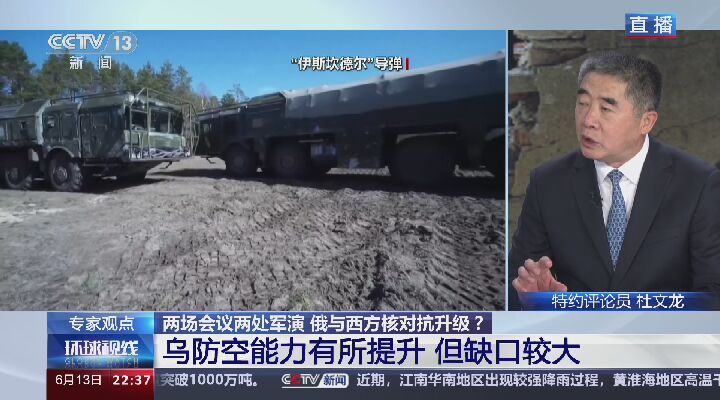 CCTV 13
新闻
直播
“伊斯坎德尔”导弹
特约评论员 杜文龙
专家观点
两场会议两处军演 俄与西方核对抗升级？
环球视线
GLOBAL WATCH
乌防空能力有所提升 但缺口较大
6月13日 22:37 突破1000万吨。 CCTV 新闻 近期，江南华南地区出现较强降雨过程，黄淮海地区高温干